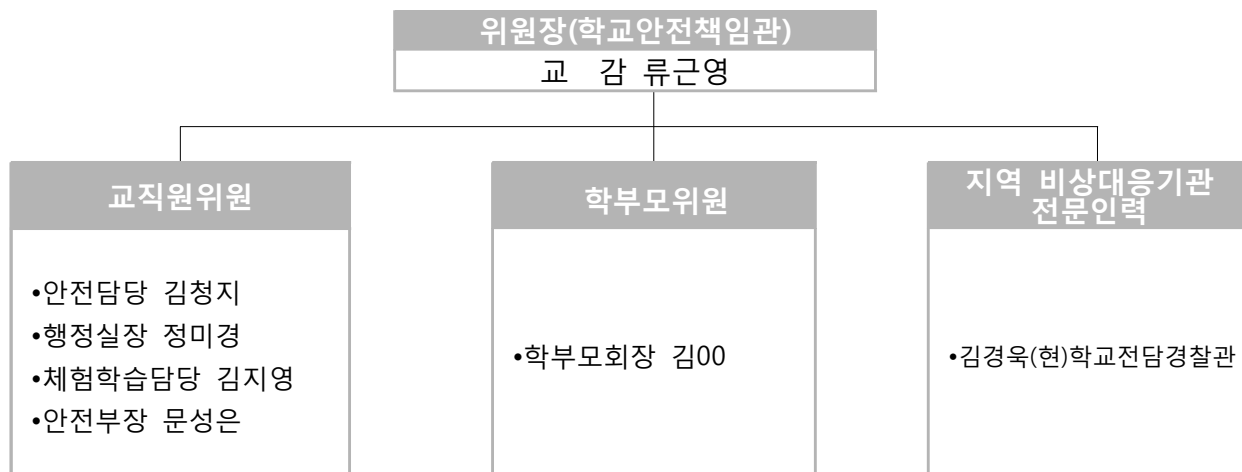 위원장(학교안전책임관)
교 감 류근영
교직원위원
•안전담당 김청지
•행정실장 정미경
•체험학습담당 김지영
•안전부장 문성은
학부모위원
•학부모회장 김00
지역 비상대응기관
전문인력
•김경욱(현)학교전담경찰관